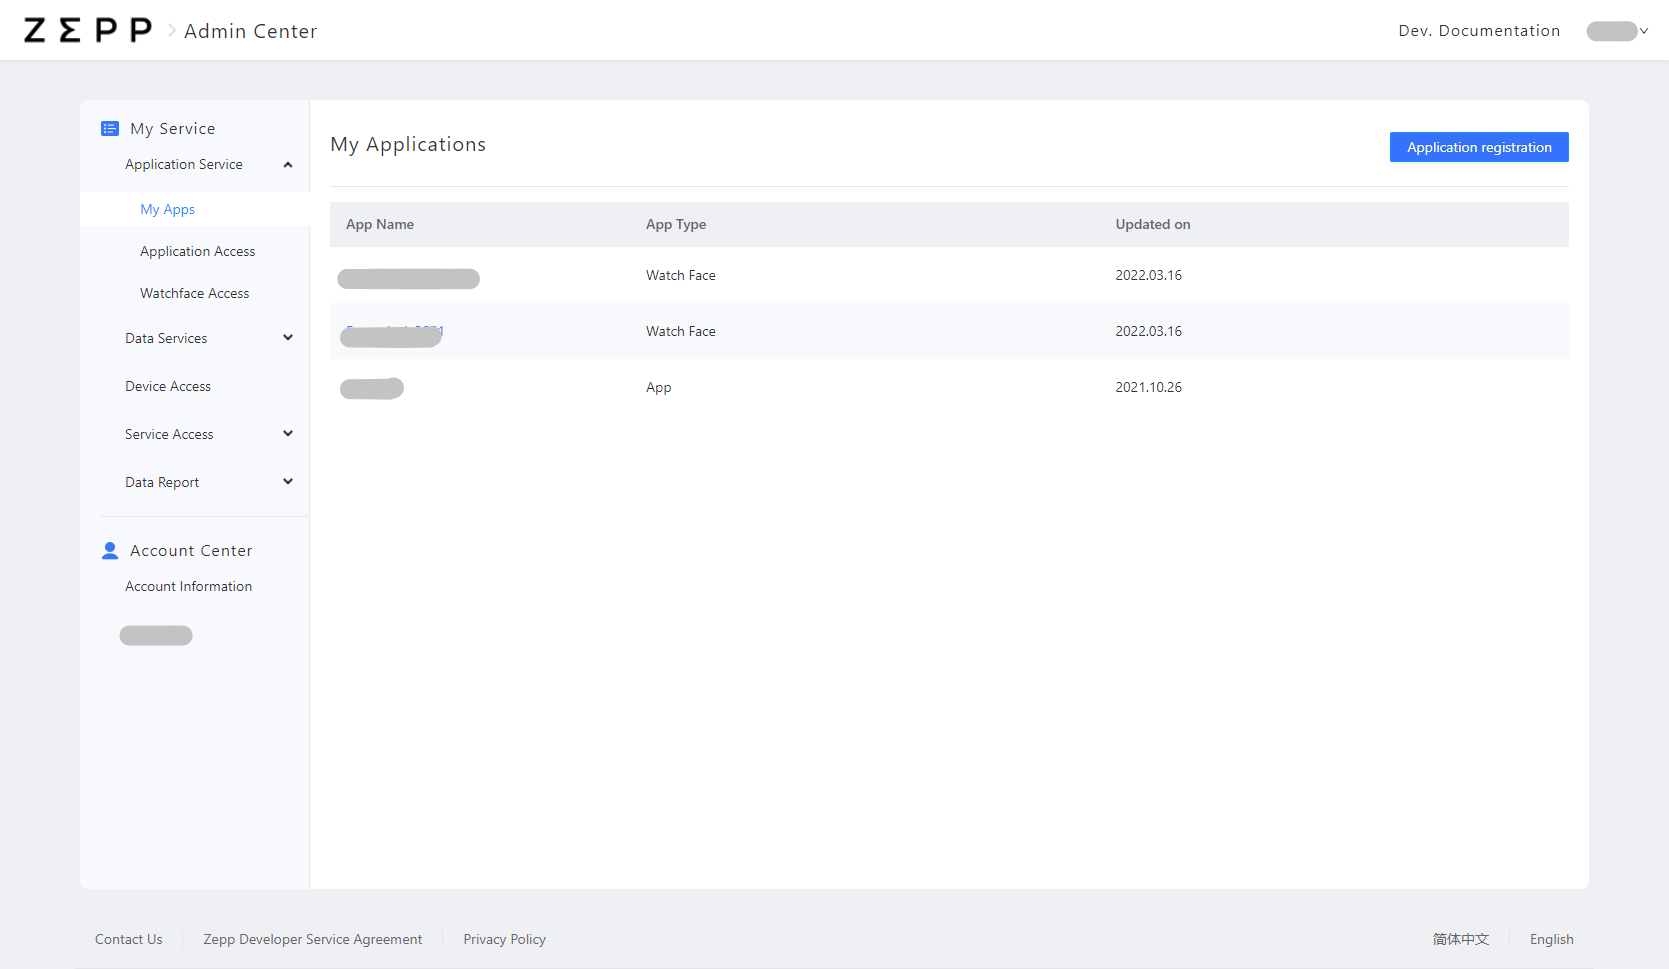 ZΣPP Admin Center
Dev. Documentation
My Service
Application Service
My Apps
Application Access
Watchface Access
Data Services
Device Access
Service Access
Data Report
Account Center
Account Information
My Applications
Application registration
App Name App Type Updated on
Watch Face 2022.03.16
Watch Face 2022.03.16
App 2021.10.26
Contact Us Zepp Developer Service Agreement Privacy Policy
简体中文 English